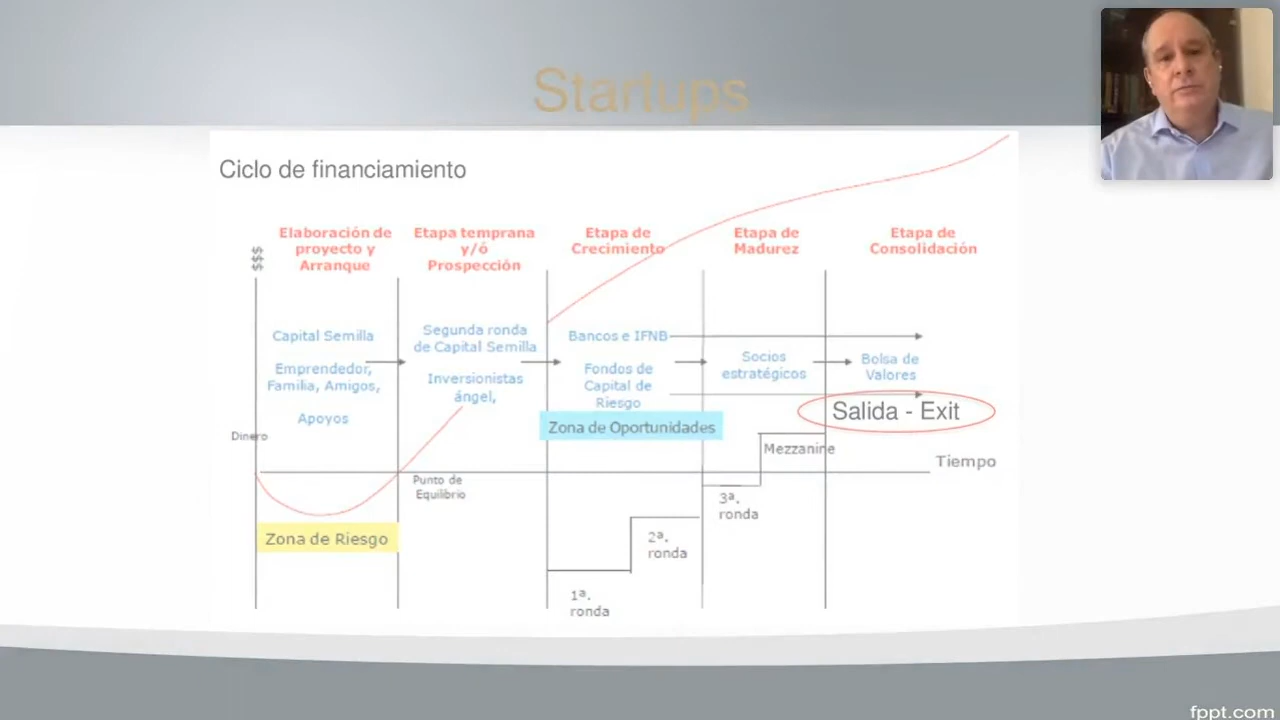 Startups
Ciclo de financiamiento
$$$
Elaboración de
proyecto y
Arranque
Etapa temprana
y/ó
Prospección
Etapa de
Crecimiento
Etapa de
Madurez
Etapa de
Consolidación
Capital Semilla
Emprendedor,
Familia, Amigos,
Apoyos
Segunda ronda
de Capital Semilla
Inversionistas
ángel,
Bancos e IFNB
Fondos de
Capital de
Riesgo
Zona de Oportunidades
Socios
estratégicos
Bolsa de
Valores
Salida - Exit
Dinero
Mezzanine
Tiempo
Punto de
Equilibrio
Zona de Riesgo
3ª.
ronda
2ª.
ronda
1ª.
ronda
fppt.com